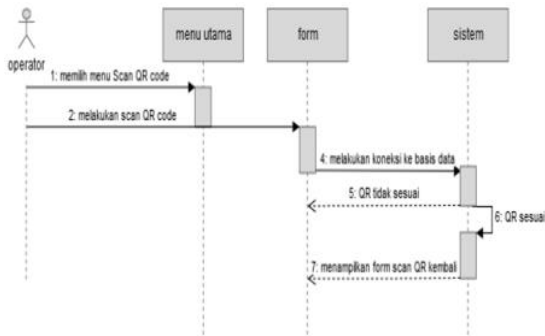 menu utama
form
sistem
operator
1: memilih menu Scan QR code
2: melakukan scan QR code
4: melakukan koneksi ke basis data
5: QR tidak sesuai
6: QR sesuai
7: menampilkan form scan QR kembali